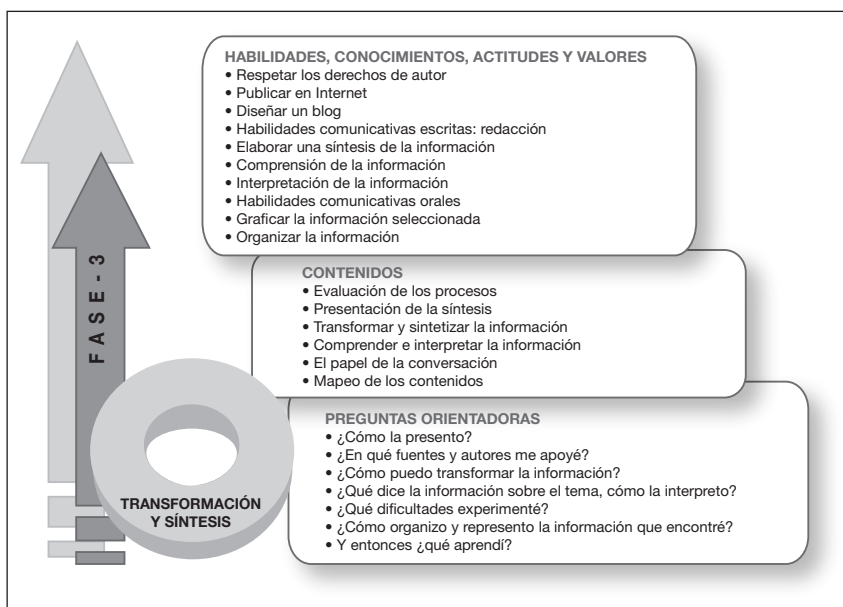 HABILIDADES, CONOCIMIENTOS, ACTITUDES Y VALORES
• Respetar los derechos de autor
• Publicar en Internet
• Diseñar un blog
• Habilidades comunicativas escritas: redacción
• Elaborar una síntesis de la información
• Comprensión de la información
• Interpretación de la información
• Habilidades comunicativas orales
• Graficar la información seleccionada
• Organizar la información
FASE-3
CONTENIDOS
• Evaluación de los procesos
• Presentación de la síntesis
• Transformar y sintetizar la información
• Comprender e interpretar la información
• El papel de la conversación
• Mapeo de los contenidos
TRANSFORMACIÓN
Y SÍNTESIS
PREGUNTAS ORIENTADORAS
• ¿Cómo la presento?
• ¿En qué fuentes y autores me apoyé?
• ¿Cómo puedo transformar la información?
• ¿Qué dice la información sobre el tema, cómo la interpreto?
• ¿Qué dificultades experimenté?
• ¿Cómo organizo y represento la información que encontré?
• Y entonces ¿qué aprendí?